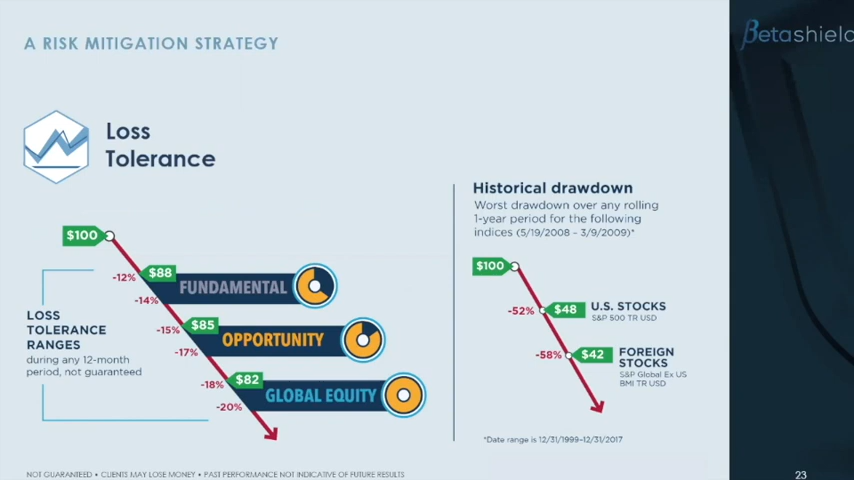 A RISK MITIGATION STRATEGY
βetashield
Loss
Tolerance
$100
-12%
$88
FUNDAMENTAL
-14%
-15%
$85
OPPORTUNITY
-17%
-18%
$82
GLOBAL EQUITY
-20%
LOSS
TOLERANCE
RANGES
during any 12-month
period, not guaranteed
Historical drawdown
Worst drawdown over any rolling
1-year period for the following
indices (5/19/2008 – 3/9/2009)*
$100
-52%
$48
U.S. STOCKS
S&P 500 TR USD
-58%
$42
FOREIGN
STOCKS
S&P Global Ex US
BMI TR USD
*Date range is 12/31/1999–12/31/2017
NOT GUARANTEED • CLIENTS MAY LOSE MONEY • PAST PERFORMANCE NOT INDICATIVE OF FUTURE RESULTS
23